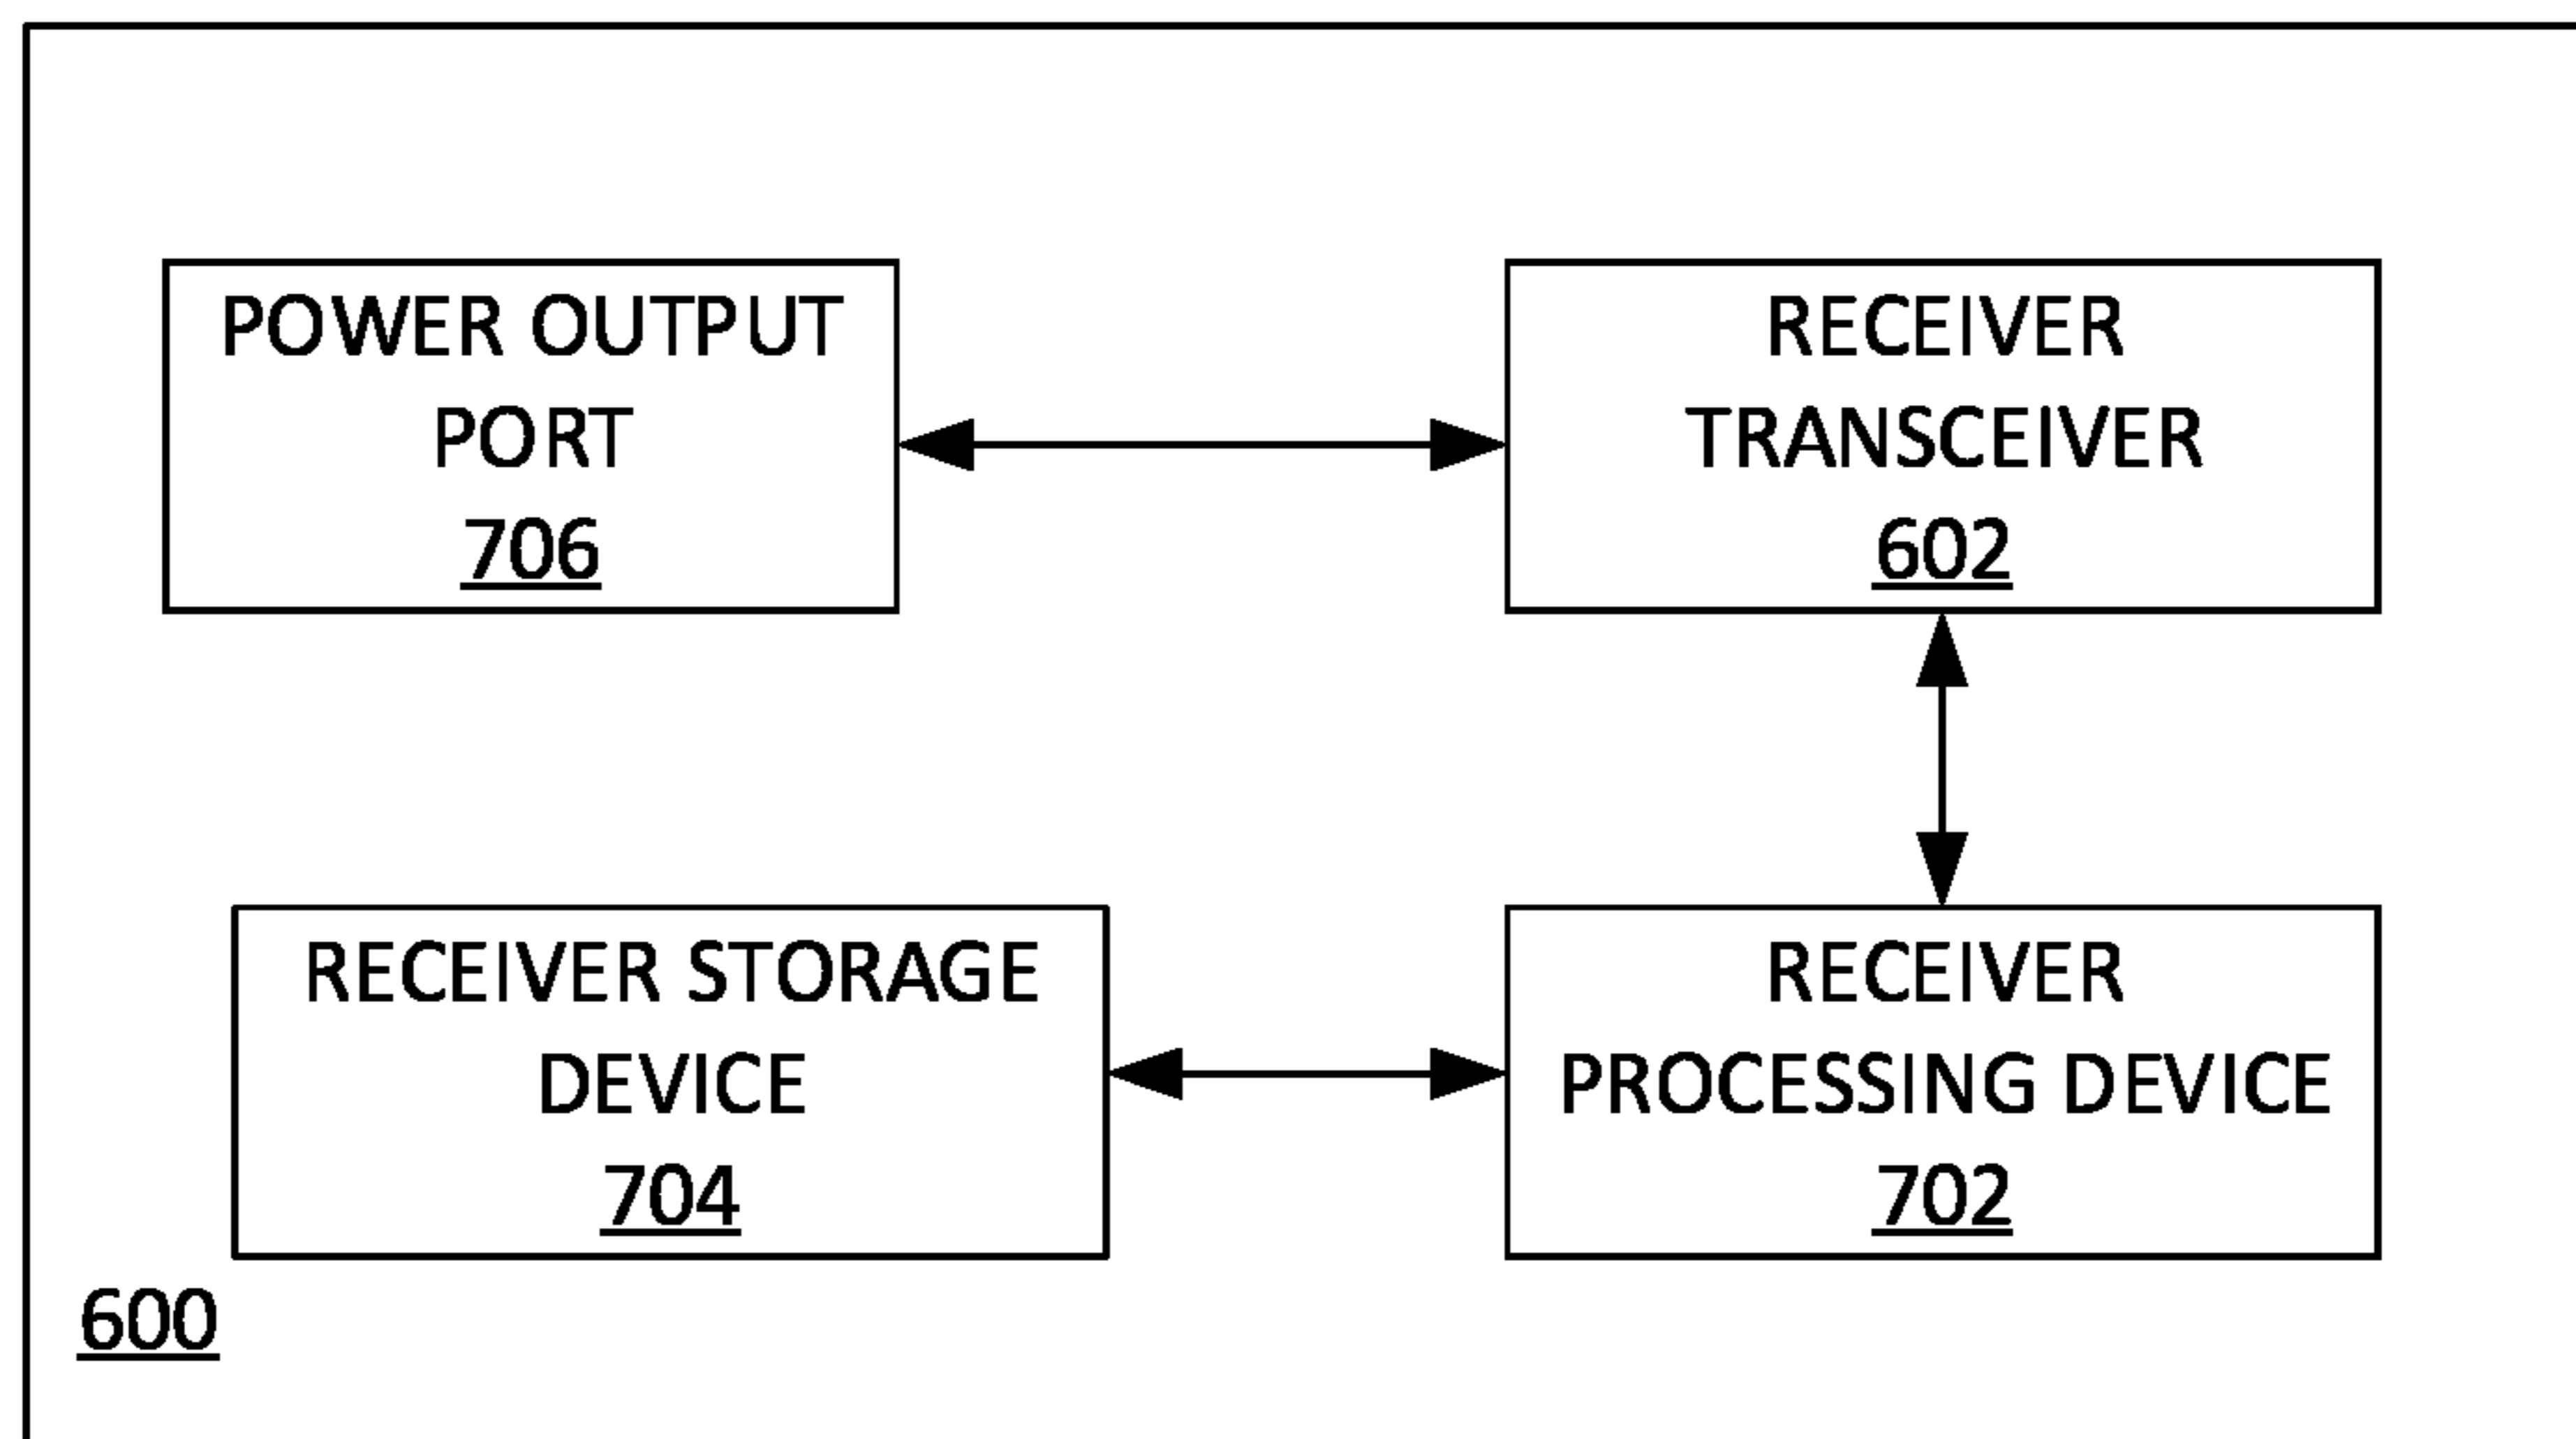 POWER OUTPUT
PORT
706
RECEIVER
TRANSCEIVER
602
RECEIVER STORAGE
DEVICE
704
RECEIVER
PROCESSING DEVICE
702
600